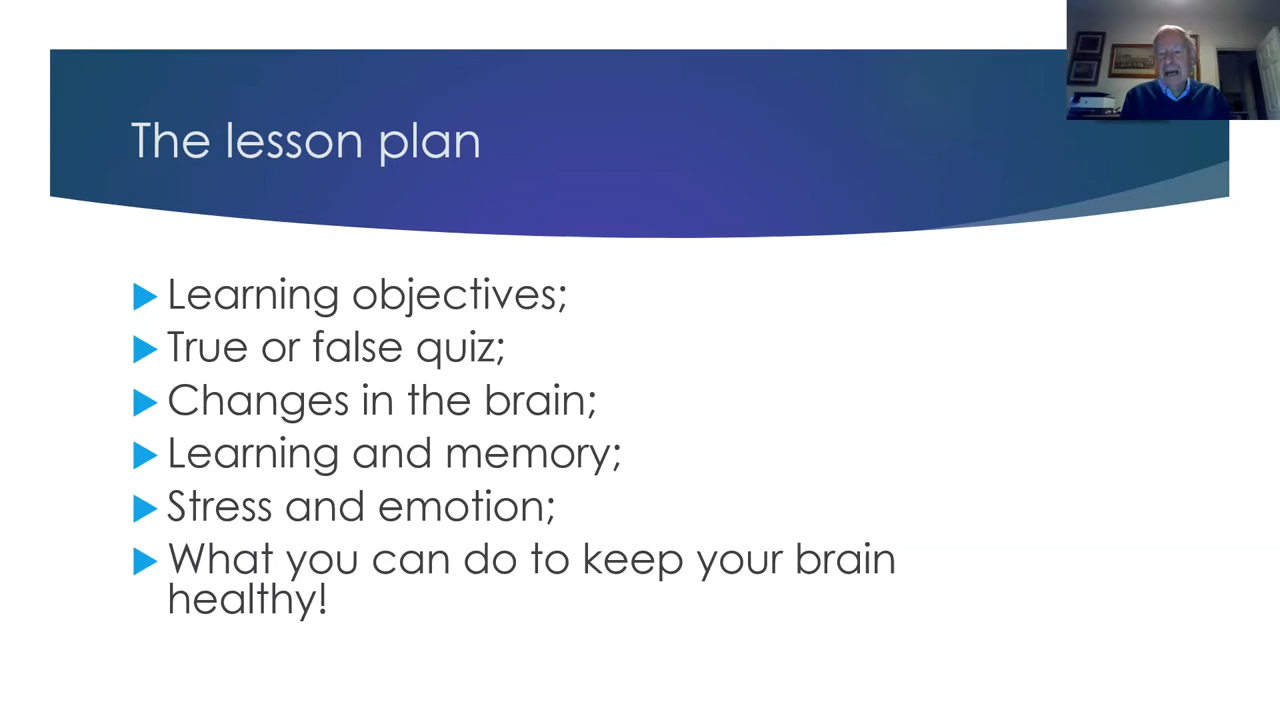 The lesson plan
Learning objectives;
True or false quiz;
Changes in the brain;
Learning and memory;
Stress and emotion;
What you can do to keep your brain
healthy!